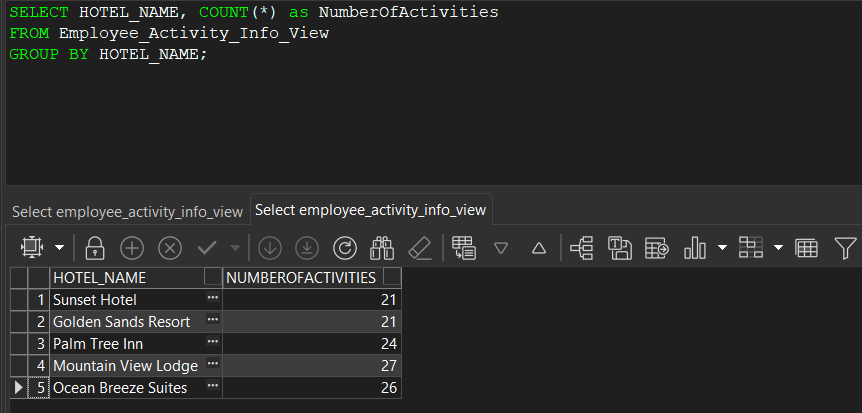 SELECT HOTEL_NAME, COUNT(*) as NumberOfActivities
FROM Employee_Activity_Info_View
GROUP BY HOTEL_NAME;
Select employee_activity_info_view Select employee_activity_info_view
HOTEL_NAME NUMBEROFACTIVITIES
1 Sunset Hotel ... 21
2 Golden Sands Resort ... 21
3 Palm Tree Inn ... 24
4 Mountain View Lodge ... 27
5 Ocean Breeze Suites ... 26